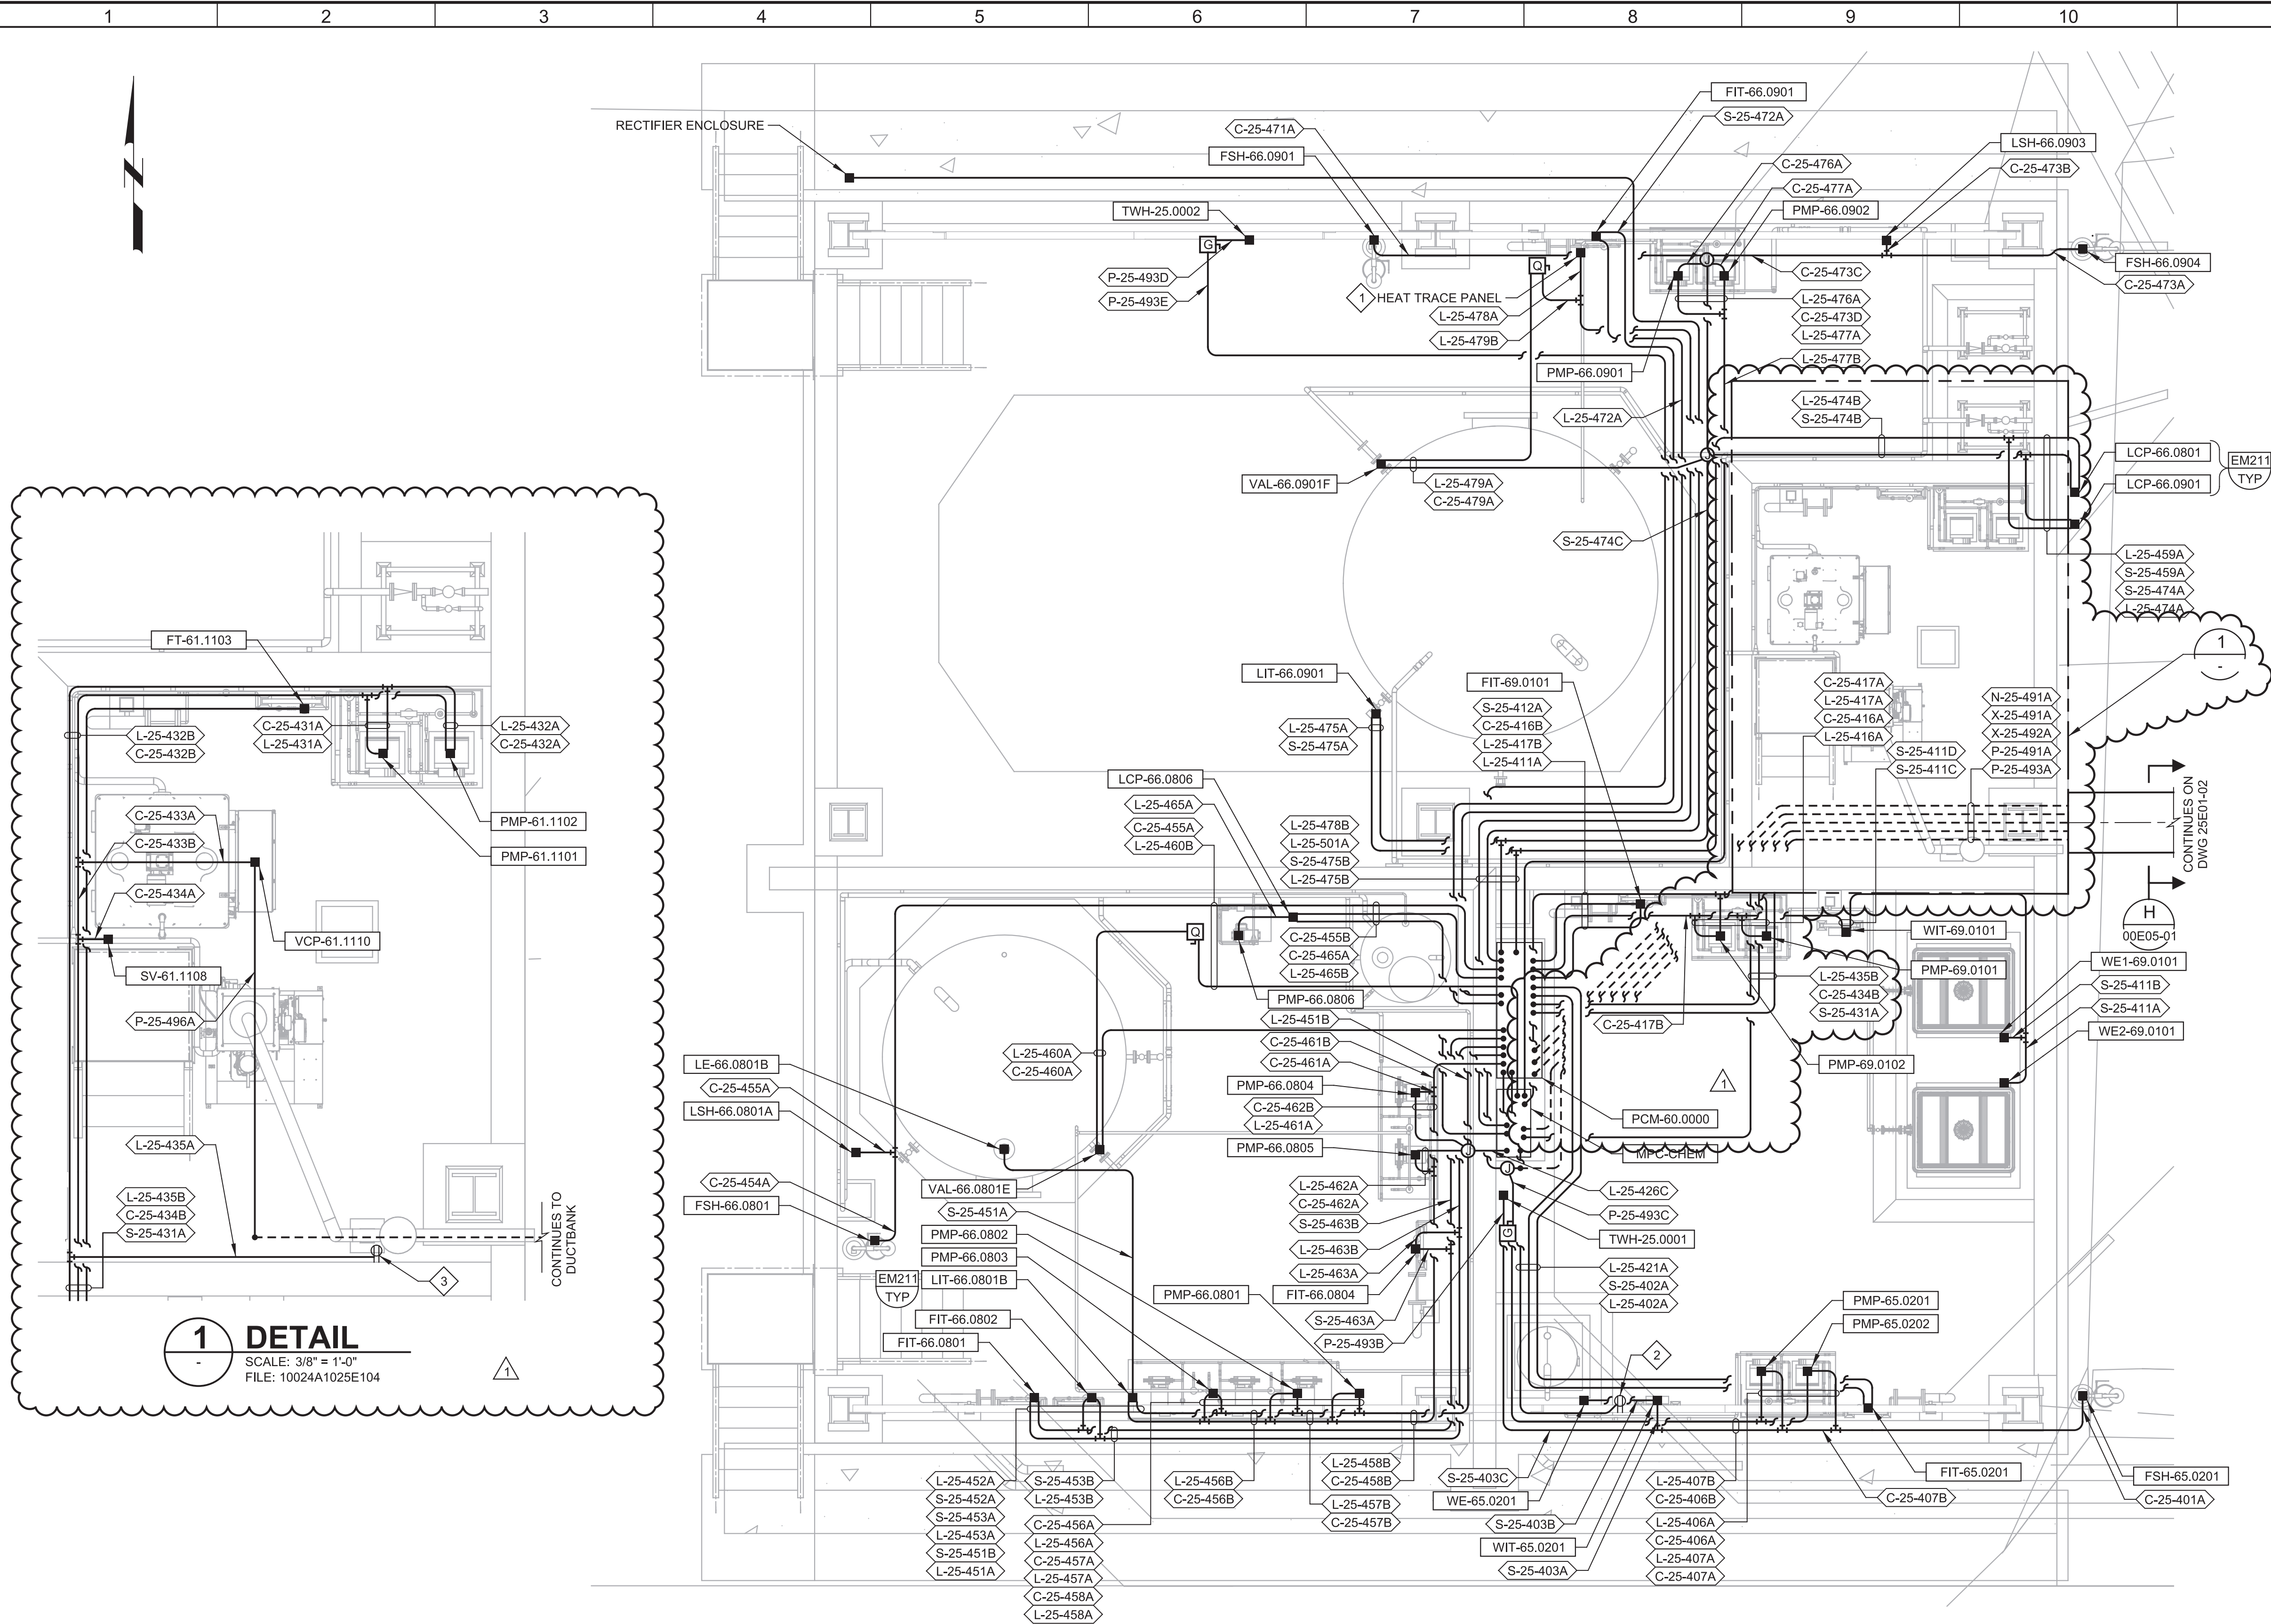 1 2 3 4 5 6 7 8 9 10
N
RECTIFIER ENCLOSURE
C-25-471A
FSH-66.0901
TWH-25.0002
G
P-25-493D
P-25-493E
Q
1
HEAT TRACE PANEL
L-25-478A
L-25-479B
PMP-66.0901
FIT-66.0901
S-25-472A
C-25-476A
C-25-477A
PMP-66.0902
J
LSH-66.0903
C-25-473B
FSH-66.0904
C-25-473A
C-25-473C
L-25-476A
C-25-473D
L-25-477A
L-25-477B
L-25-474B
S-25-474B
L-25-472A
J
LCP-66.0801
LCP-66.0901
EM211
TYP
VAL-66.0901F
L-25-479A
C-25-479A
S-25-474C
L-25-459A
S-25-459A
S-25-474A
L-25-474A
1
-
LIT-66.0901
L-25-475A
S-25-475A
FIT-69.0101
S-25-412A
C-25-416B
L-25-417B
L-25-411A
C-25-417A
L-25-417A
C-25-416A
L-25-416A
S-25-411D
S-25-411C
N-25-491A
X-25-491A
X-25-492A
P-25-491A
P-25-493A
CONTINUES ON
DWG 25E01-02
H
00E05-01
LCP-66.0806
L-25-465A
C-25-455A
L-25-460B
L-25-478B
L-25-501A
S-25-475B
L-25-475B
Q
C-25-455B
C-25-465A
L-25-465B
PMP-66.0806
L-25-451B
C-25-461B
C-25-461A
PMP-66.0804
C-25-462B
L-25-461A
PMP-66.0805
J
J
WIT-69.0101
PMP-69.0101
L-25-435B
C-25-434B
S-25-431A
C-25-417B
PMP-69.0102
1
PCM-60.0000
MPC-CHEM
WE1-69.0101
S-25-411B
S-25-411A
WE2-69.0101
L-25-460A
C-25-460A
LE-66.0801B
C-25-455A
LSH-66.0801A
C-25-454A
FSH-66.0801
VAL-66.0801E
S-25-451A
PMP-66.0802
PMP-66.0803
LIT-66.0801B
EM211
TYP
FIT-66.0802
FIT-66.0801
PMP-66.0801
L-25-462A
C-25-462A
S-25-463B
L-25-463B
L-25-463A
FIT-66.0804
S-25-463A
P-25-493B
L-25-426C
P-25-493C
TWH-25.0001
G
L-25-421A
S-25-402A
L-25-402A
2
PMP-65.0201
PMP-65.0202
L-25-452A
S-25-452A
S-25-453A
L-25-453A
S-25-451B
L-25-451A
S-25-453B
L-25-453B
C-25-456A
L-25-456A
C-25-457A
L-25-457A
C-25-458A
L-25-458A
L-25-456B
C-25-456B
L-25-458B
C-25-458B
L-25-457B
C-25-457B
S-25-403C
WE-65.0201
S-25-403B
WIT-65.0201
S-25-403A
L-25-407B
C-25-406B
L-25-406A
C-25-406A
L-25-407A
C-25-407A
FIT-65.0201
C-25-407B
FSH-65.0201
C-25-401A
FT-61.1103
C-25-431A
L-25-431A
L-25-432A
C-25-432A
L-25-432B
C-25-432B
PMP-61.1102
PMP-61.1101
C-25-433A
C-25-433B
C-25-434A
VCP-61.1110
SV-61.1108
P-25-496A
L-25-435A
L-25-435B
C-25-434B
S-25-431A
3
CONTINUES TO
DUCTBANK
1
-
DETAIL
SCALE: 3/8" = 1'-0"
FILE: 10024A1025E104
1